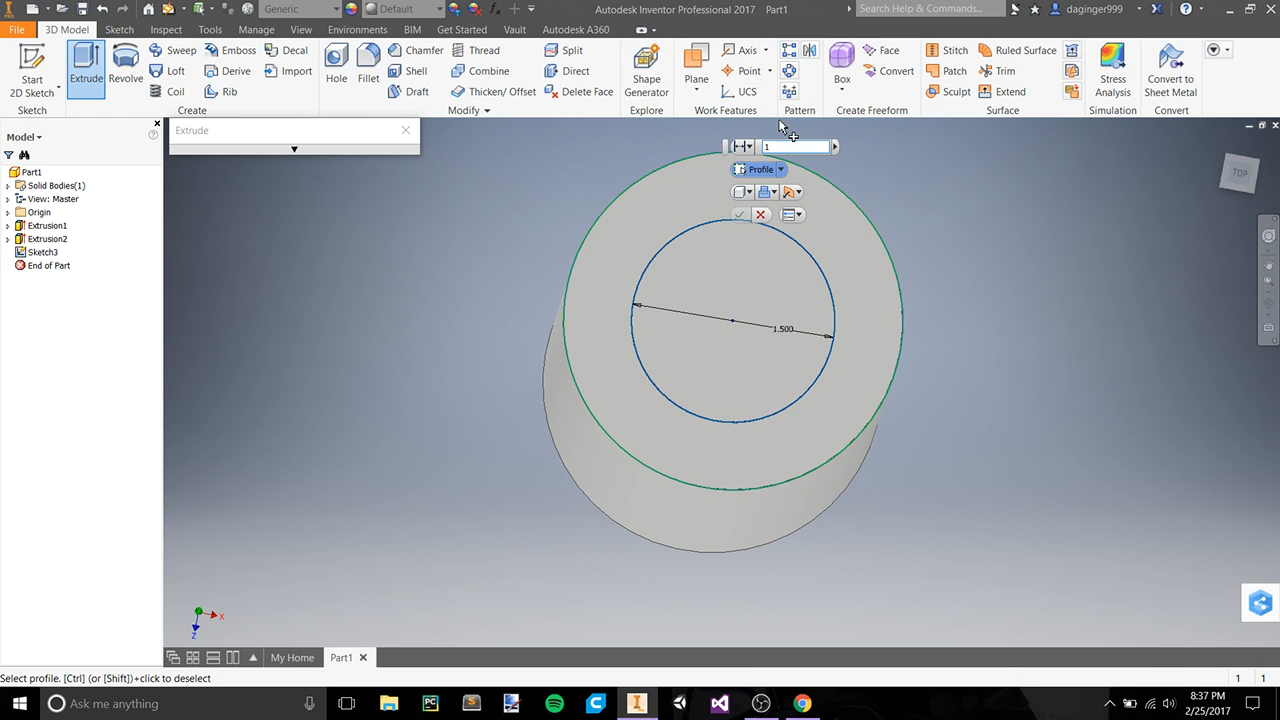 Generic
Default
Autodesk Inventor Professional 2017 Part1
Search Help & Commands...
daginger999
File
3D Model
Sketch
Inspect
Tools
Manage
View
Environments
BIM
Get Started
Vault
Autodesk A360
Start
2D Sketch
Sketch
Extrude
Revolve
Sweep
Loft
Coil
Emboss
Derive
Rib
Decal
Import
Create
Hole
Fillet
Chamfer
Shell
Draft
Thread
Combine
Thicken/ Offset
Split
Direct
Delete Face
Modify
Shape
Generator
Explore
Plane
Axis
Point
UCS
Work Features
Pattern
Box
Face
Convert
Create Freeform
Stitch
Patch
Sculpt
Ruled Surface
Trim
Extend
Surface
Stress
Analysis
Simulation
Convert to
Sheet Metal
Convert
Model
Part1
Solid Bodies(1)
View: Master
Origin
Extrusion1
Extrusion2
Sketch3
End of Part
Extrude
1
Profile
TOP
1.500
X
Z
My Home
Part1
Select profile. [Ctrl] (or [Shift])+click to deselect
1
1
Ask me anything
8:37 PM
2/25/2017